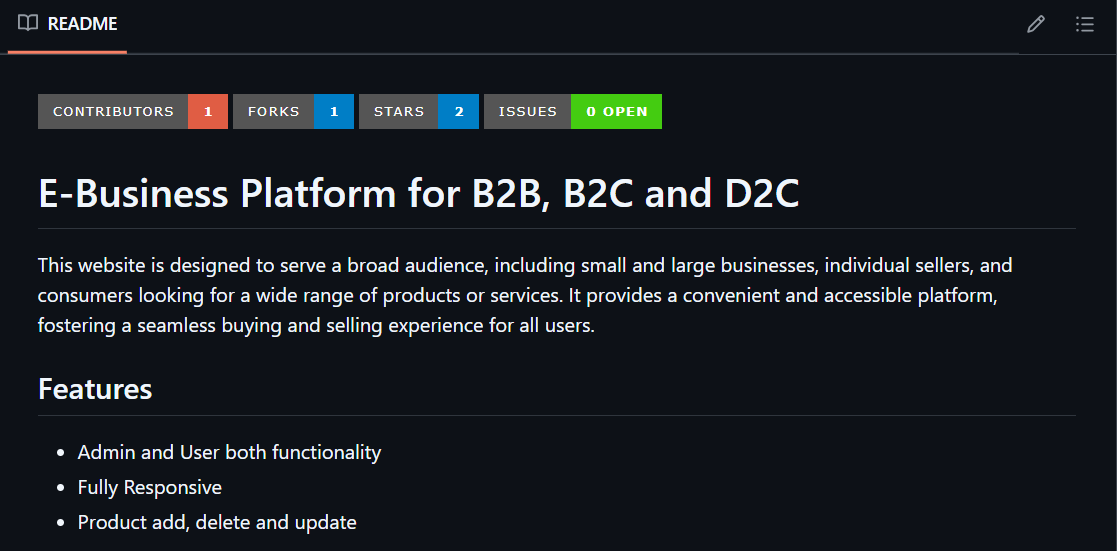 README
CONTRIBUTORS 1 FORKS 1 STARS 2 ISSUES 0 OPEN
E-Business Platform for B2B, B2C and D2C
This website is designed to serve a broad audience, including small and large businesses, individual sellers, and
consumers looking for a wide range of products or services. It provides a convenient and accessible platform,
fostering a seamless buying and selling experience for all users.
Features
• Admin and User both functionality
• Fully Responsive
• Product add, delete and update